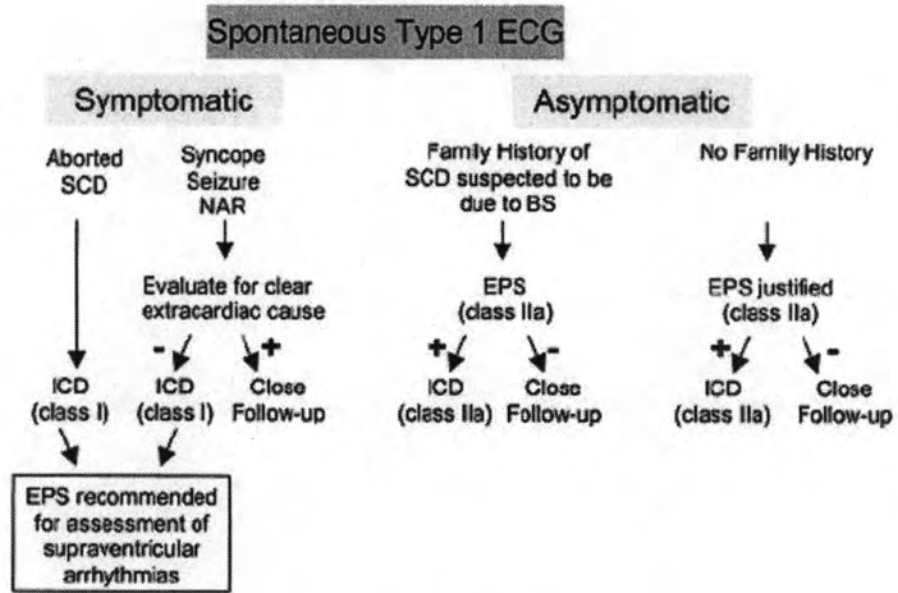 Spontaneous Type 1 ECG
Symptomatic
Asymptomatic
Aborted
SCD
Syncope
Seizure
NAR
Family History of
SCD suspected to be
due to BS
No Family History
Evaluate for clear
extracardiac cause
EPS
(class IIa)
EPS justified
(class IIa)
-
+
+
-
+
-
ICD
(class I)
ICD
(class I)
Close
Follow-up
ICD
(class IIa)
Close
Follow-up
ICD
(class IIa)
Close
Follow-up
EPS recommended
for assessment of
supraventricular
arrhythmias